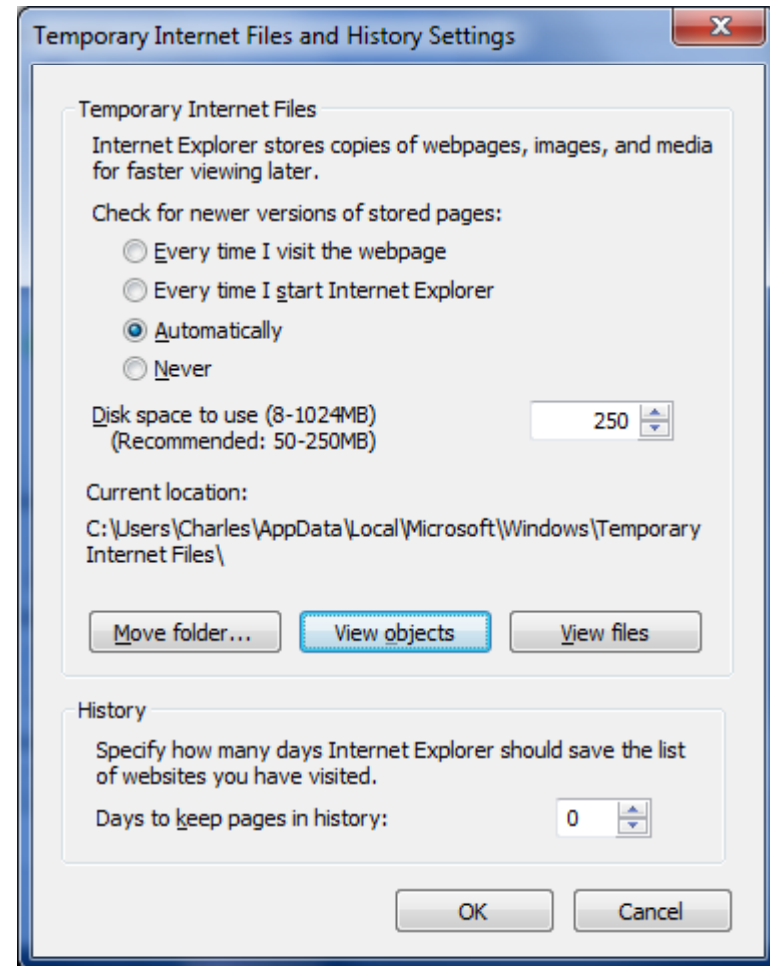 Temporary Internet Files and History Settings
Temporary Internet Files
Internet Explorer stores copies of webpages, images, and media
for faster viewing later.
Check for newer versions of stored pages:
Every time I visit the webpage
Every time I start Internet Explorer
Automatically
Never
Disk space to use (8-1024MB) 250
(Recommended: 50-250MB)
Current location:
C:\Users\Charles\AppData\Local\Microsoft\Windows\Temporary
Internet Files\
Move folder... View objects View files
History
Specify how many days Internet Explorer should save the list
of websites you have visited.
Days to keep pages in history: 0
OK Cancel